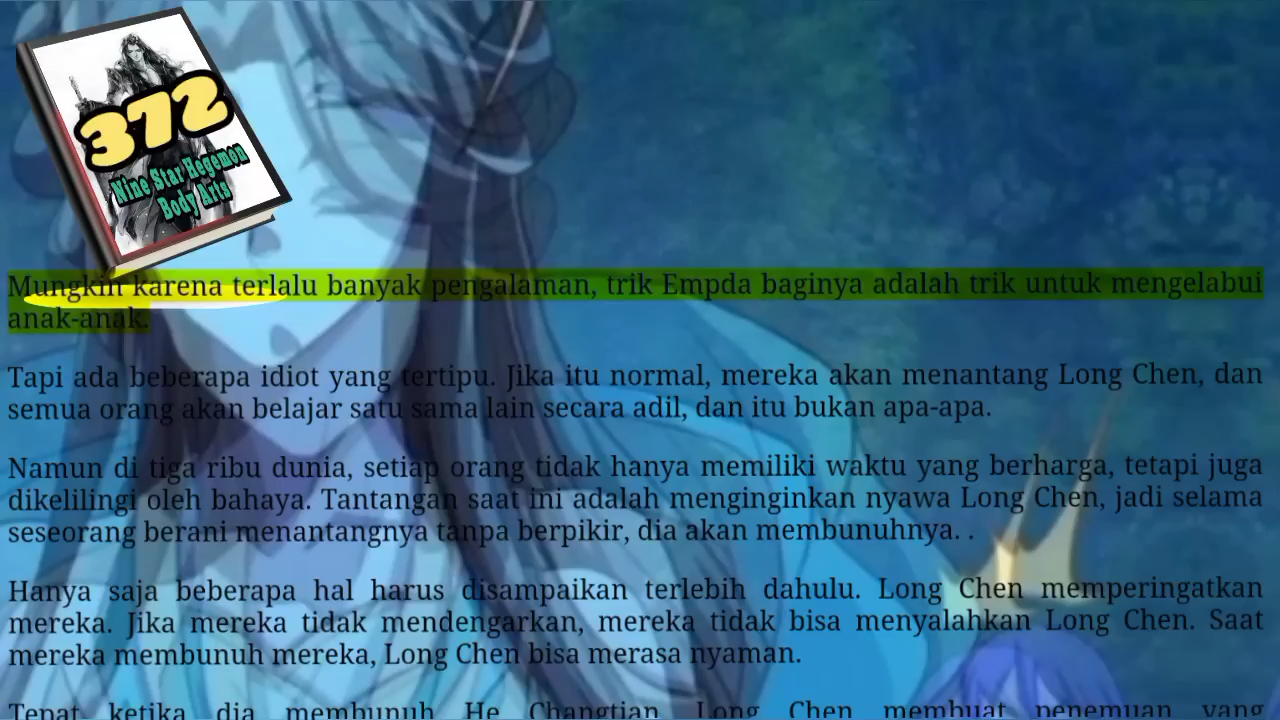 372
Nine Star Hegemon
Body Arts
Mungkin karena terlalu banyak pengalaman, trik Empda baginya adalah trik untuk mengelabui
anak-anak.
Tapi ada beberapa idiot yang tertipu. Jika itu normal, mereka akan menantang Long Chen, dan
semua orang akan belajar satu sama lain secara adil, dan itu bukan apa-apa.
Namun di tiga ribu dunia, setiap orang tidak hanya memiliki waktu yang berharga, tetapi juga
dikelilingi oleh bahaya. Tantangan saat ini adalah menginginkan nyawa Long Chen, jadi selama
seseorang berani menantangnya tanpa berpikir, dia akan membunuhnya. .
Hanya saja beberapa hal harus disampaikan terlebih dahulu. Long Chen memperingatkan
mereka. Jika mereka tidak mendengarkan, mereka tidak bisa menyalahkan Long Chen. Saat
mereka membunuh mereka, Long Chen bisa merasa nyaman.
Tepat ketika dia membunuh He Changtian, Long Chen membuat penemuan yang